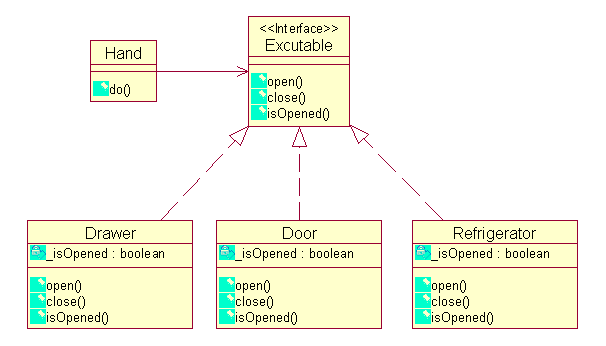 <<Interface>>
Excutable
open()
close()
isOpened()
Hand
do()
Drawer
_isOpened : boolean
open()
close()
isOpened()
Door
_isOpened : boolean
open()
close()
isOpened()
Refrigerator
_isOpened : boolean
open()
close()
isOpened()